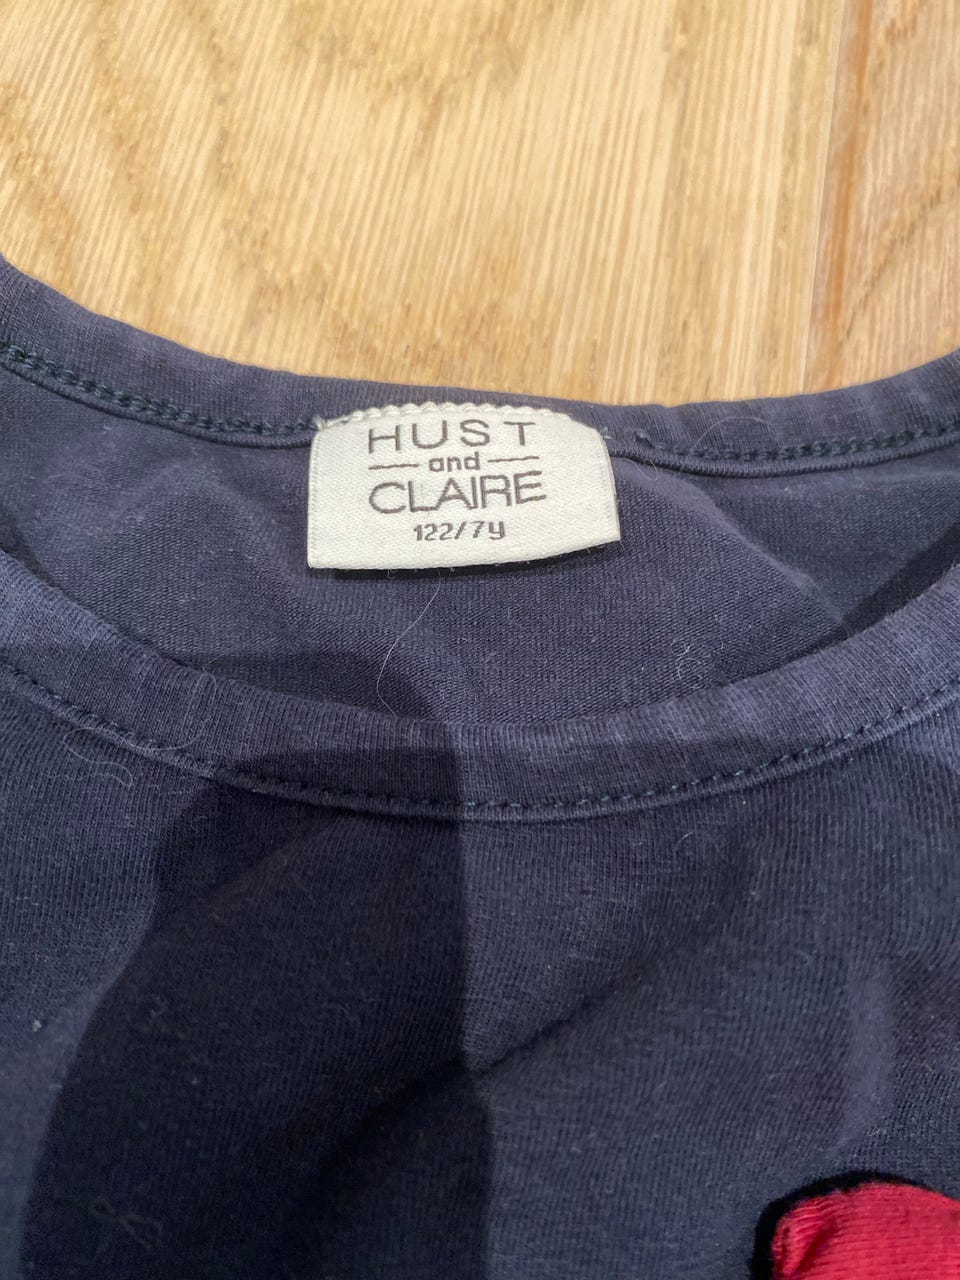 HUST
and
CLAIRE
122/7y